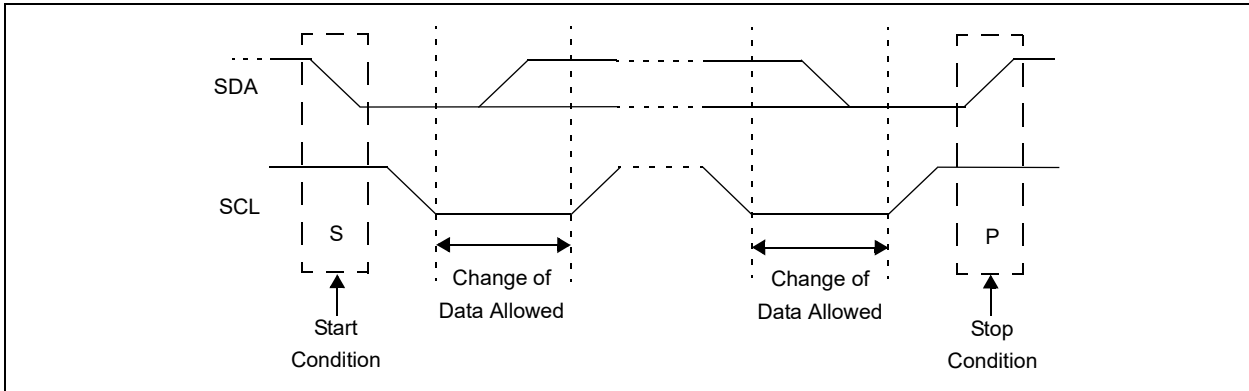 SDA
SCL
S
P
Change of
Data Allowed
Change of
Data Allowed
Start
Condition
Stop
Condition